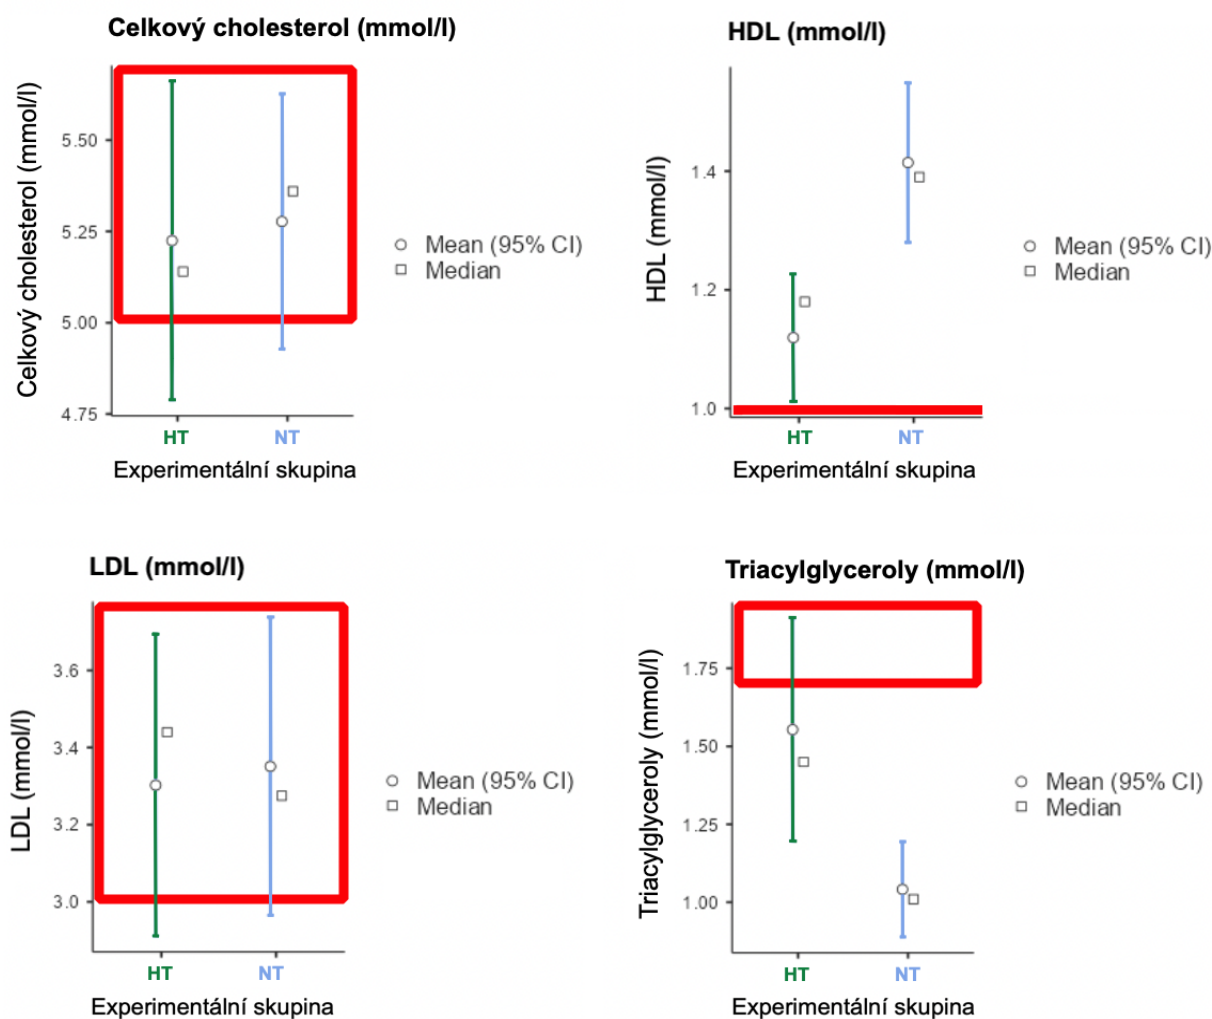 Celkový cholesterol (mmol/l)
Celkový cholesterol (mmol/l)
5.50
5.25
5.00
4.75
HT
NT
Experimentální skupina
Mean (95% CI)
Median
HDL (mmol/l)
HDL (mmol/l)
1.4
1.2
1.0
HT
NT
Experimentální skupina
Mean (95% CI)
Median
LDL (mmol/l)
LDL (mmol/l)
3.6
3.4
3.2
3.0
HT
NT
Experimentální skupina
Mean (95% CI)
Median
Triacylglyceroly (mmol/l)
Triacylglyceroly (mmol/l)
1.75
1.50
1.25
1.00
HT
NT
Experimentální skupina
Mean (95% CI)
Median